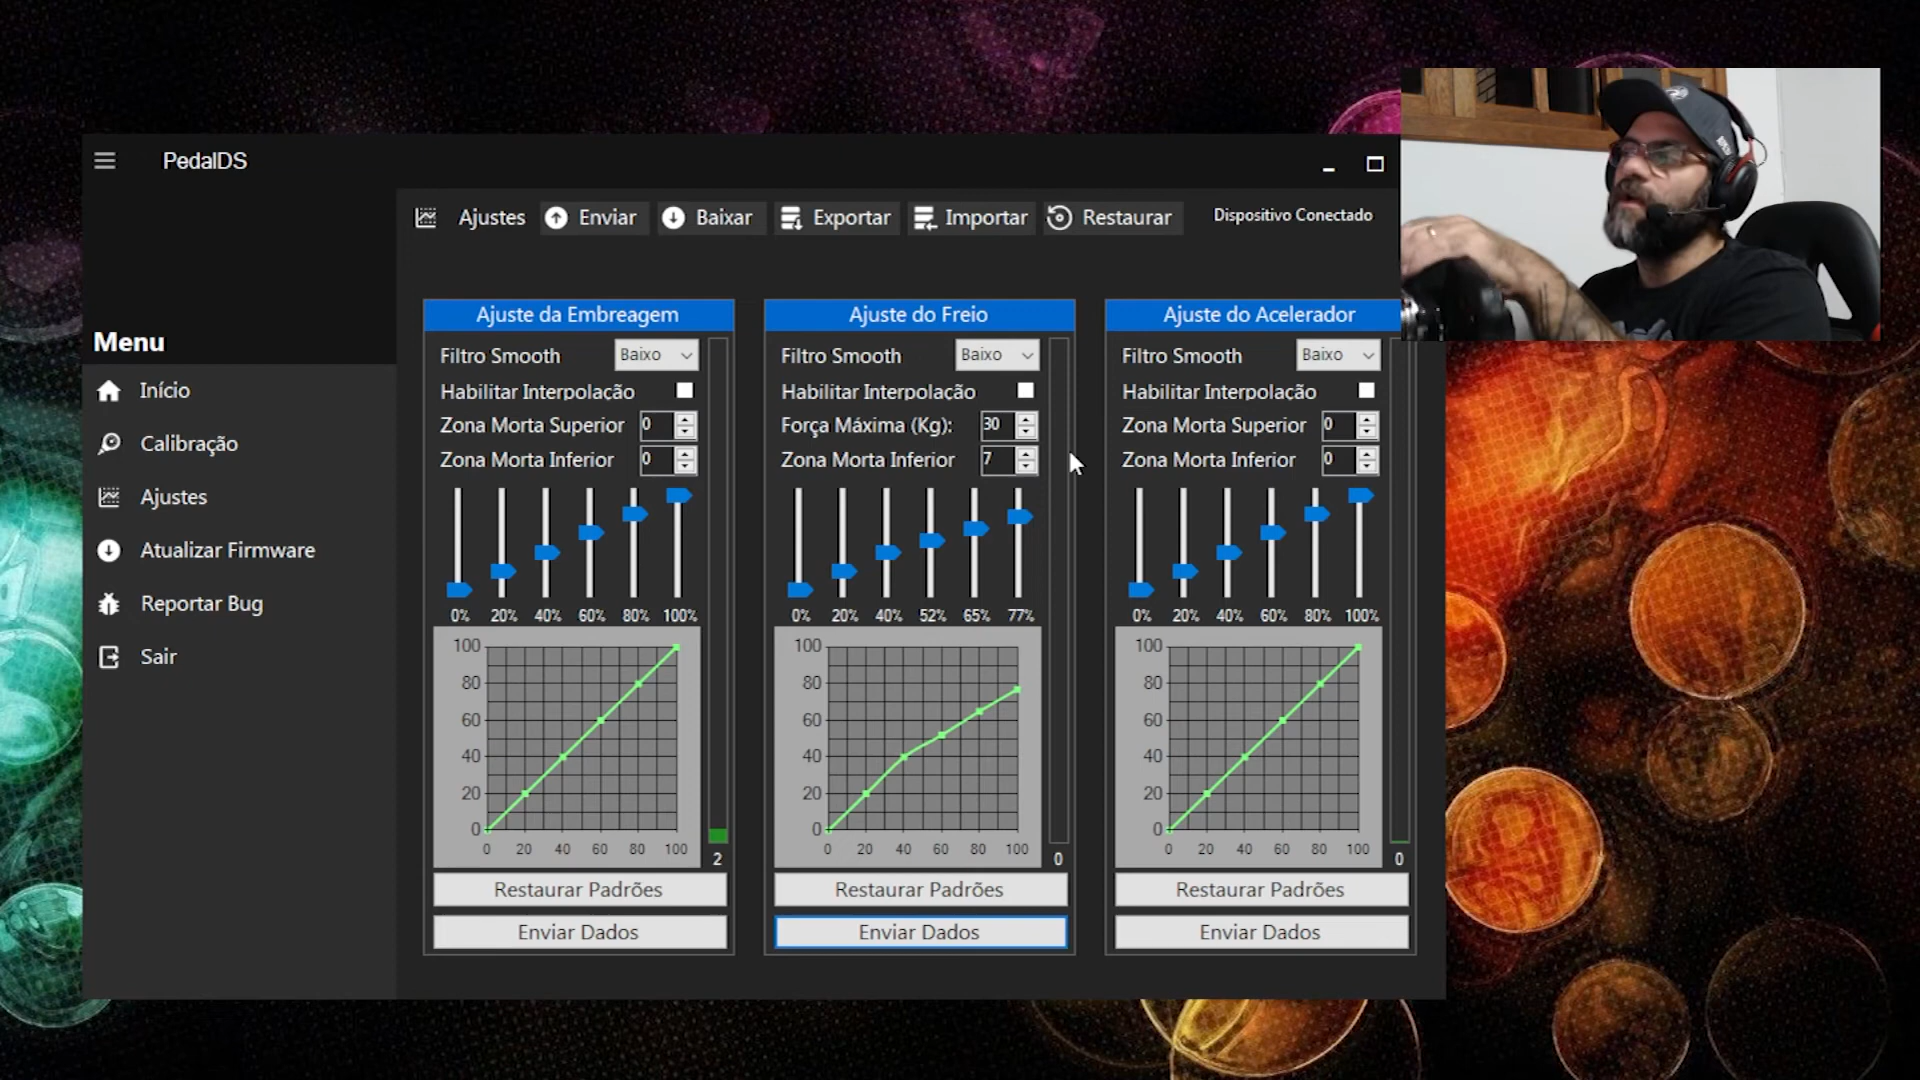 PedalDS
Ajustes
Enviar
Baixar
Exportar
Importar
Restaurar
Dispositivo Conectado
Menu
Início
Calibração
Ajustes
Atualizar Firmware
Reportar Bug
Sair
Ajuste da Embreagem
Filtro Smooth Baixo
Habilitar Interpolação
Zona Morta Superior 0
Zona Morta Inferior 0
0% 20% 40% 60% 80% 100%
100
80
60
40
20
0
0 20 40 60 80 100
2
Restaurar Padrões
Enviar Dados
Ajuste do Freio
Filtro Smooth Baixo
Habilitar Interpolação
Força Máxima (Kg): 30
Zona Morta Inferior 7
0% 20% 40% 52% 65% 77%
100
80
60
40
20
0
0 20 40 60 80 100
0
Restaurar Padrões
Enviar Dados
Ajuste do Acelerador
Filtro Smooth Baixo
Habilitar Interpolação
Zona Morta Superior 0
Zona Morta Inferior 0
0% 20% 40% 60% 80% 100%
100
80
60
40
20
0
0 20 40 60 80 100
0
Restaurar Padrões
Enviar Dados